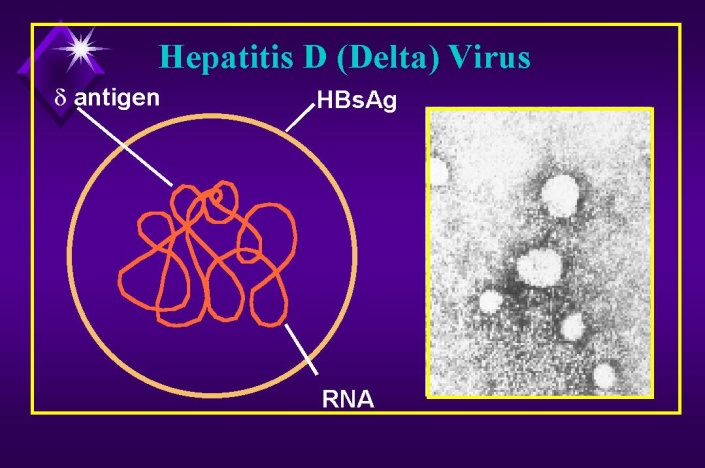 Hepatitis D (Delta) Virus
δ antigen
HBsAg
RNA